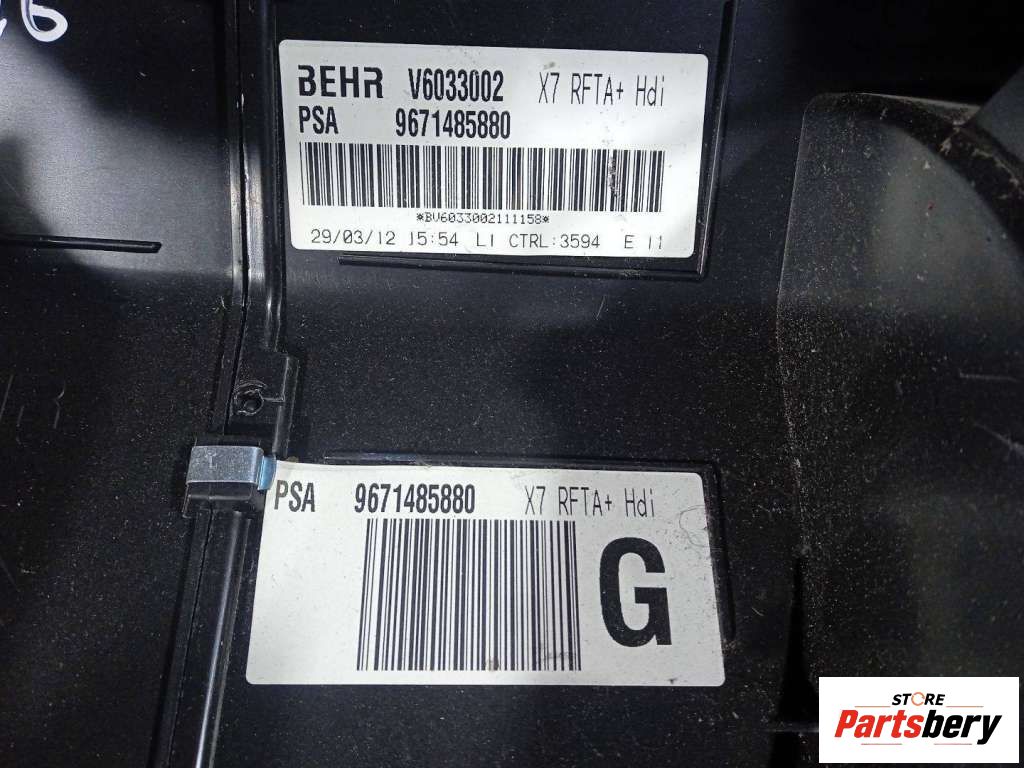 BEHR V6033002 X7 RFTA+ Hdi
PSA 9671485880
*BV6033002111158*
29/03/12 15:54 L1 CTRL:3594 E 11
PSA 9671485880 X7 RFTA+ Hdi
G
STORE
Partsbery